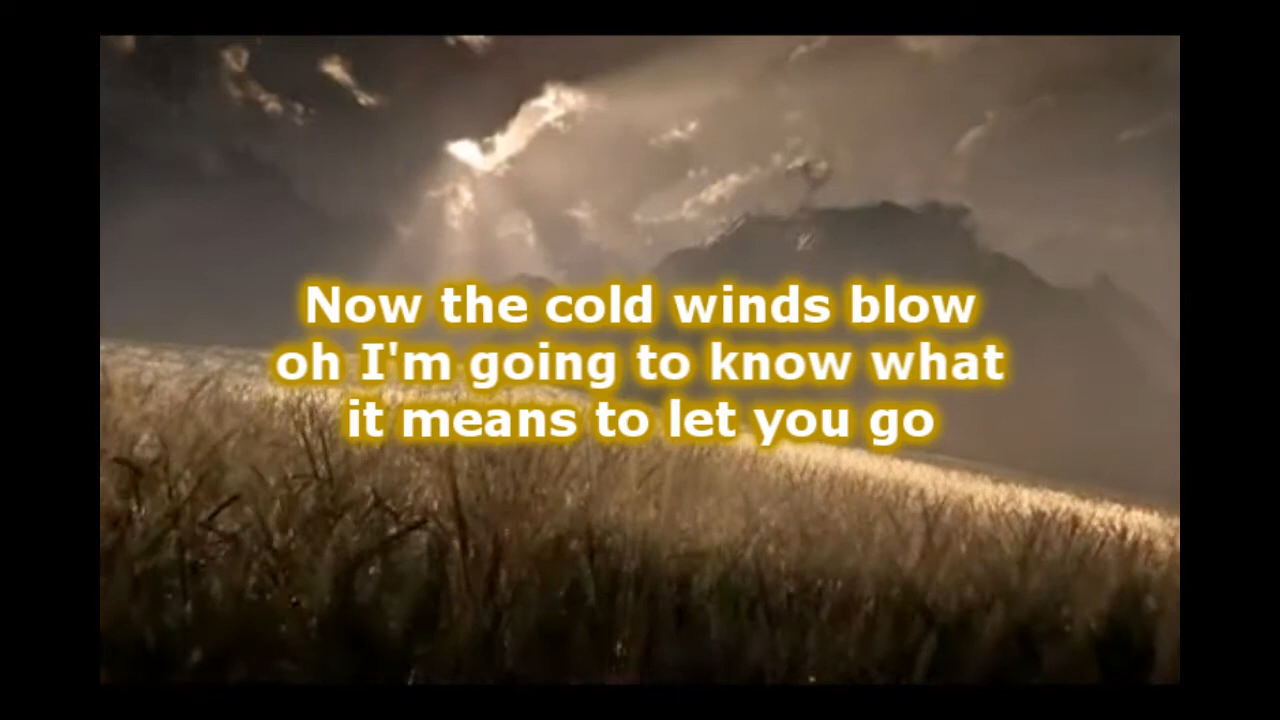 Now the cold winds blow
oh I'm going to know what
it means to let you go